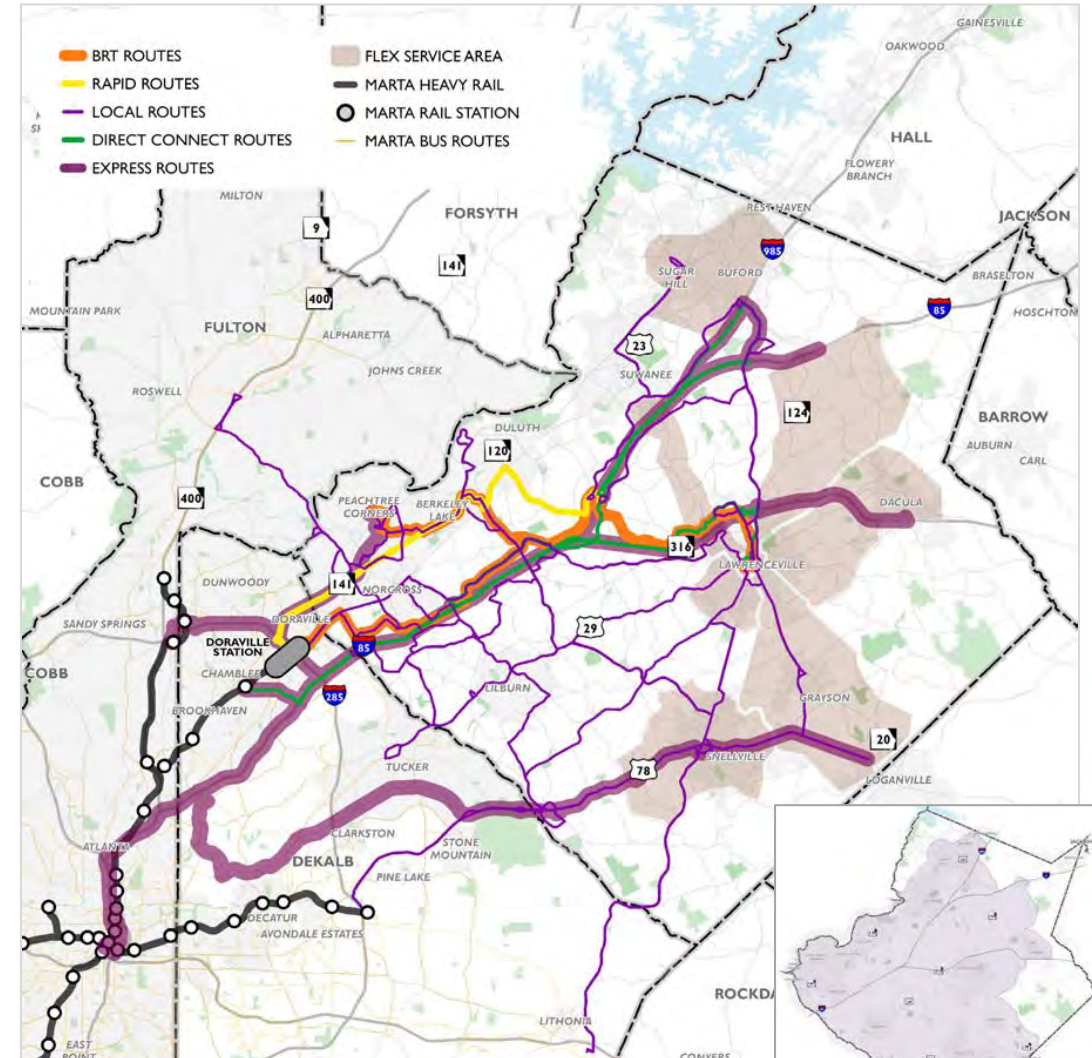 BRT ROUTES
RAPID ROUTES
LOCAL ROUTES
DIRECT CONNECT ROUTES
EXPRESS ROUTES
FLEX SERVICE AREA
MARTA HEAVY RAIL
MARTA RAIL STATION
MARTA BUS ROUTES
GAINESVILLE
OAKWOOD
HALL
FLOWERY
BRANCH
MILTON
REST HAVEN
9
FORSYTH
JACKSON
141
985
SUGAR
HILL
BUFORD
BRASELTON
400
MOUNTAIN PARK
85
HOSCHTON
FULTON
ALPHARETTA
23
JOHNS CREEK
SUWANEE
ROSWELL
124
BARROW
DULUTH
120
AUBURN
CARL
COBB
400
PEACHTREE
CORNERS
BERKELEY
LAKE
DACULA
316
LAWRENCEVILLE
DUNWOODY
141
NORCROSS
SANDY SPRINGS
DORAVILLE
29
DORAVILLE
STATION
85
COBB
CHAMBLEE
285
LILBURN
BROOKHAVEN
GRAYSON
20
SNELLVILLE
TUCKER
78
LOGANVILLE
CLARKSTON
ATLANTA
DEKALB
STONE
MOUNTAIN
PINE LAKE
DECATUR
AVONDALE ESTATES
LITHONIA
EAST
POINT
CONYERS